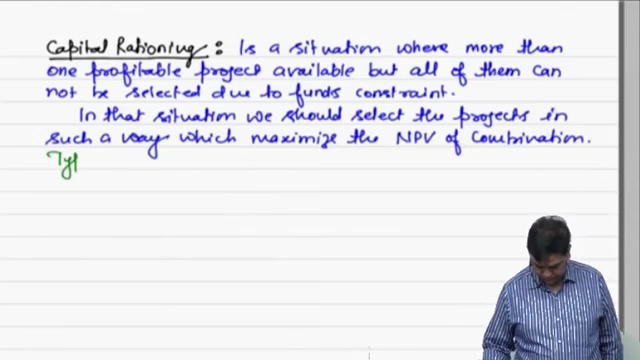 Capital Rationing : Is a situation where more than
one profitable project available but all of them can
not be selected due to funds constraint.
In that situation we should select the projects in
such a way which maximize the NPV of Combination.
Typ